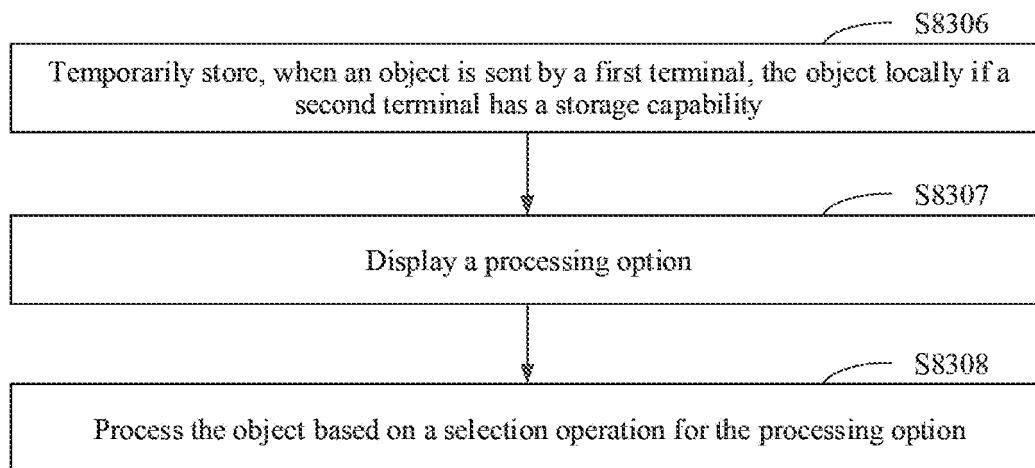 S8306
Temporarily store, when an object is sent by a first terminal, the object locally if a
second terminal has a storage capability
S8307
Display a processing option
S8308
Process the object based on a selection operation for the processing option